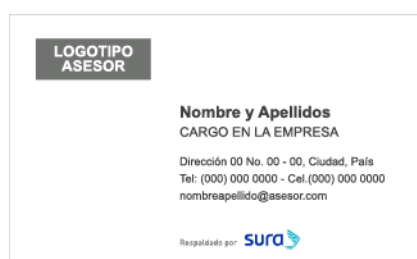 LOGOTIPO
ASESOR
Nombre y Apellidos
CARGO EN LA EMPRESA
Dirección 00 No. 00 - 00, Ciudad, País
Tel: (000) 000 0000 - Cel.(000) 000 0000
nombreapellido@asesor.com
Respaldado por sura